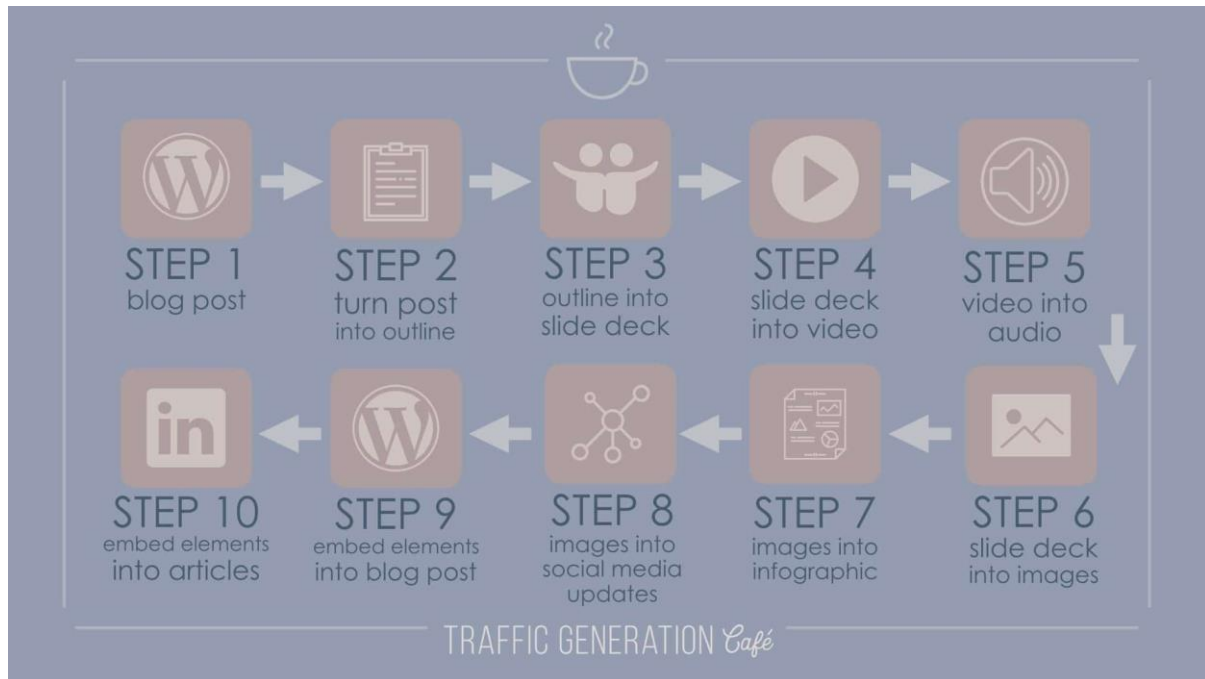 STEP 1
blog post
STEP 2
turn post
into outline
STEP 3
outline into
slide deck
STEP 4
slide deck
into video
STEP 5
video into
audio
STEP 6
slide deck
into images
STEP 7
images into
infographic
STEP 8
images into
social media
updates
STEP 9
embed elements
into blog post
in
STEP 10
embed elements
into articles
TRAFFIC GENERATION Café